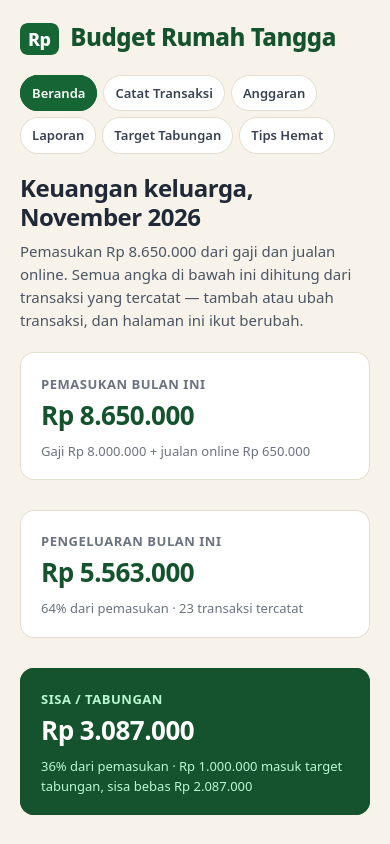 Rp Budget Rumah Tangga
Beranda Catat Transaksi Anggaran
Laporan Target Tabungan Tips Hemat
Keuangan keluarga,
November 2026
Pemasukan Rp 8.650.000 dari gaji dan jualan
online. Semua angka di bawah ini dihitung dari
transaksi yang tercatat — tambah atau ubah
transaksi, dan halaman ini ikut berubah.
PEMASUKAN BULAN INI
Rp 8.650.000
Gaji Rp 8.000.000 + jualan online Rp 650.000
PENGELUARAN BULAN INI
Rp 5.563.000
64% dari pemasukan · 23 transaksi tercatat
SISA / TABUNGAN
Rp 3.087.000
36% dari pemasukan · Rp 1.000.000 masuk target
tabungan, sisa bebas Rp 2.087.000